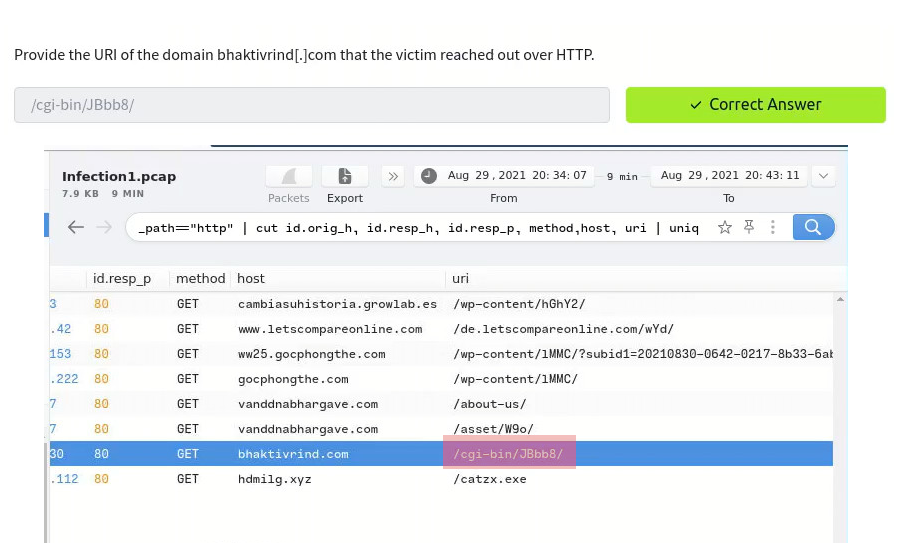 Provide the URI of the domain bhaktivrind[.]com that the victim reached out over HTTP.
/cgi-bin/JBbb8/ ✓ Correct Answer
Infection1.pcap
7.9 KB 9 MIN
Packets Export » Aug 29 , 2021 20: 34: 07 9 min Aug 29 , 2021 20: 43: 11
From To
_path=="http" | cut id.orig_h, id.resp_h, id.resp_p, method,host, uri | uniq
id.resp_p method host uri
3 80 GET cambiasuhistoria.growlab.es /wp-content/hGhY2/
.42 80 GET www.letscompareonline.com /de.letscompareonline.com/wYd/
153 80 GET ww25.gocphongthe.com /wp-content/lMMC/?subid1=20210830-0642-0217-8b33-6ab
.222 80 GET gocphongthe.com /wp-content/lMMC/
7 80 GET vanddnabhargave.com /about-us/
7 80 GET vanddnabhargave.com /asset/W9o/
30 80 GET bhaktivrind.com /cgi-bin/JBbb8/
.112 80 GET hdmilg.xyz /catzx.exe